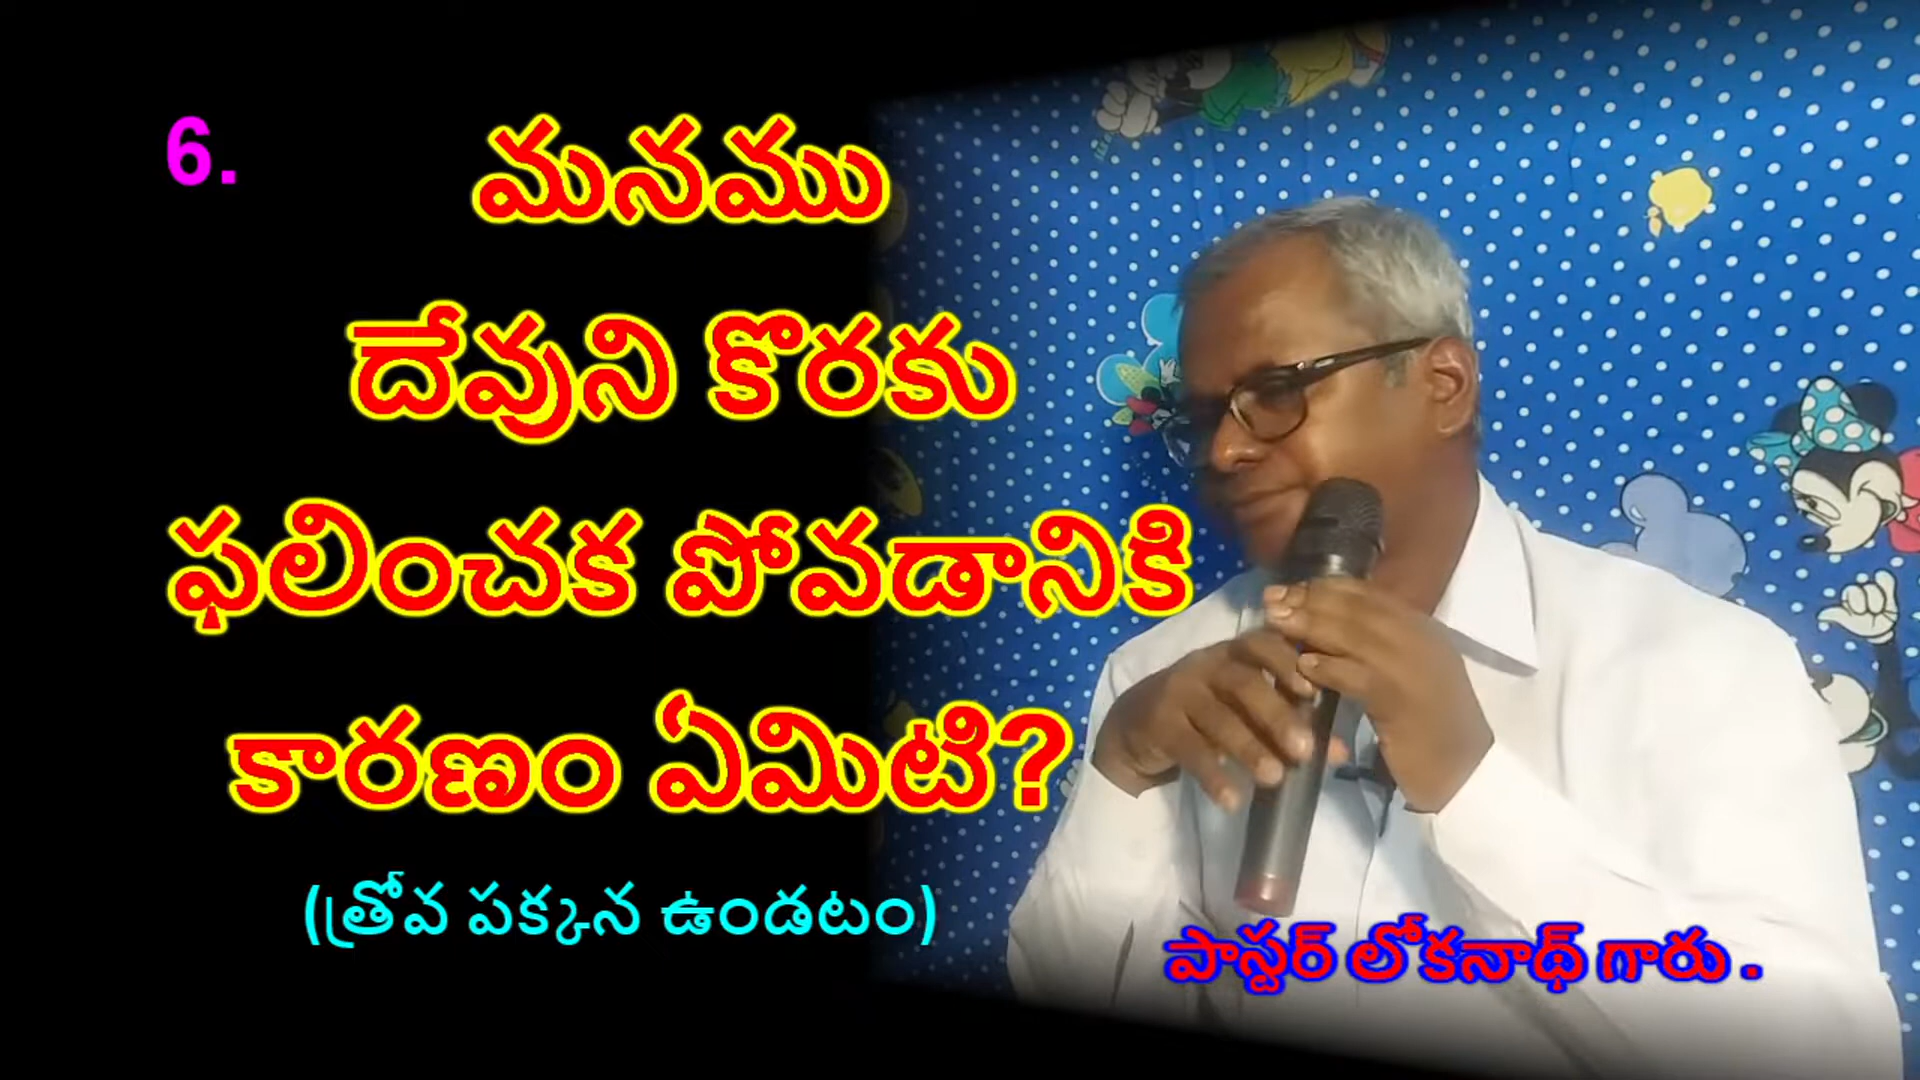 6.
మనము
దేవుని కొరకు
ఫలించక పోవడానికి
కారణం ఏమిటి?
(త్రోవ పక్కన ఉండటం)
పాస్టర్ లోకనాథ్ గారు.